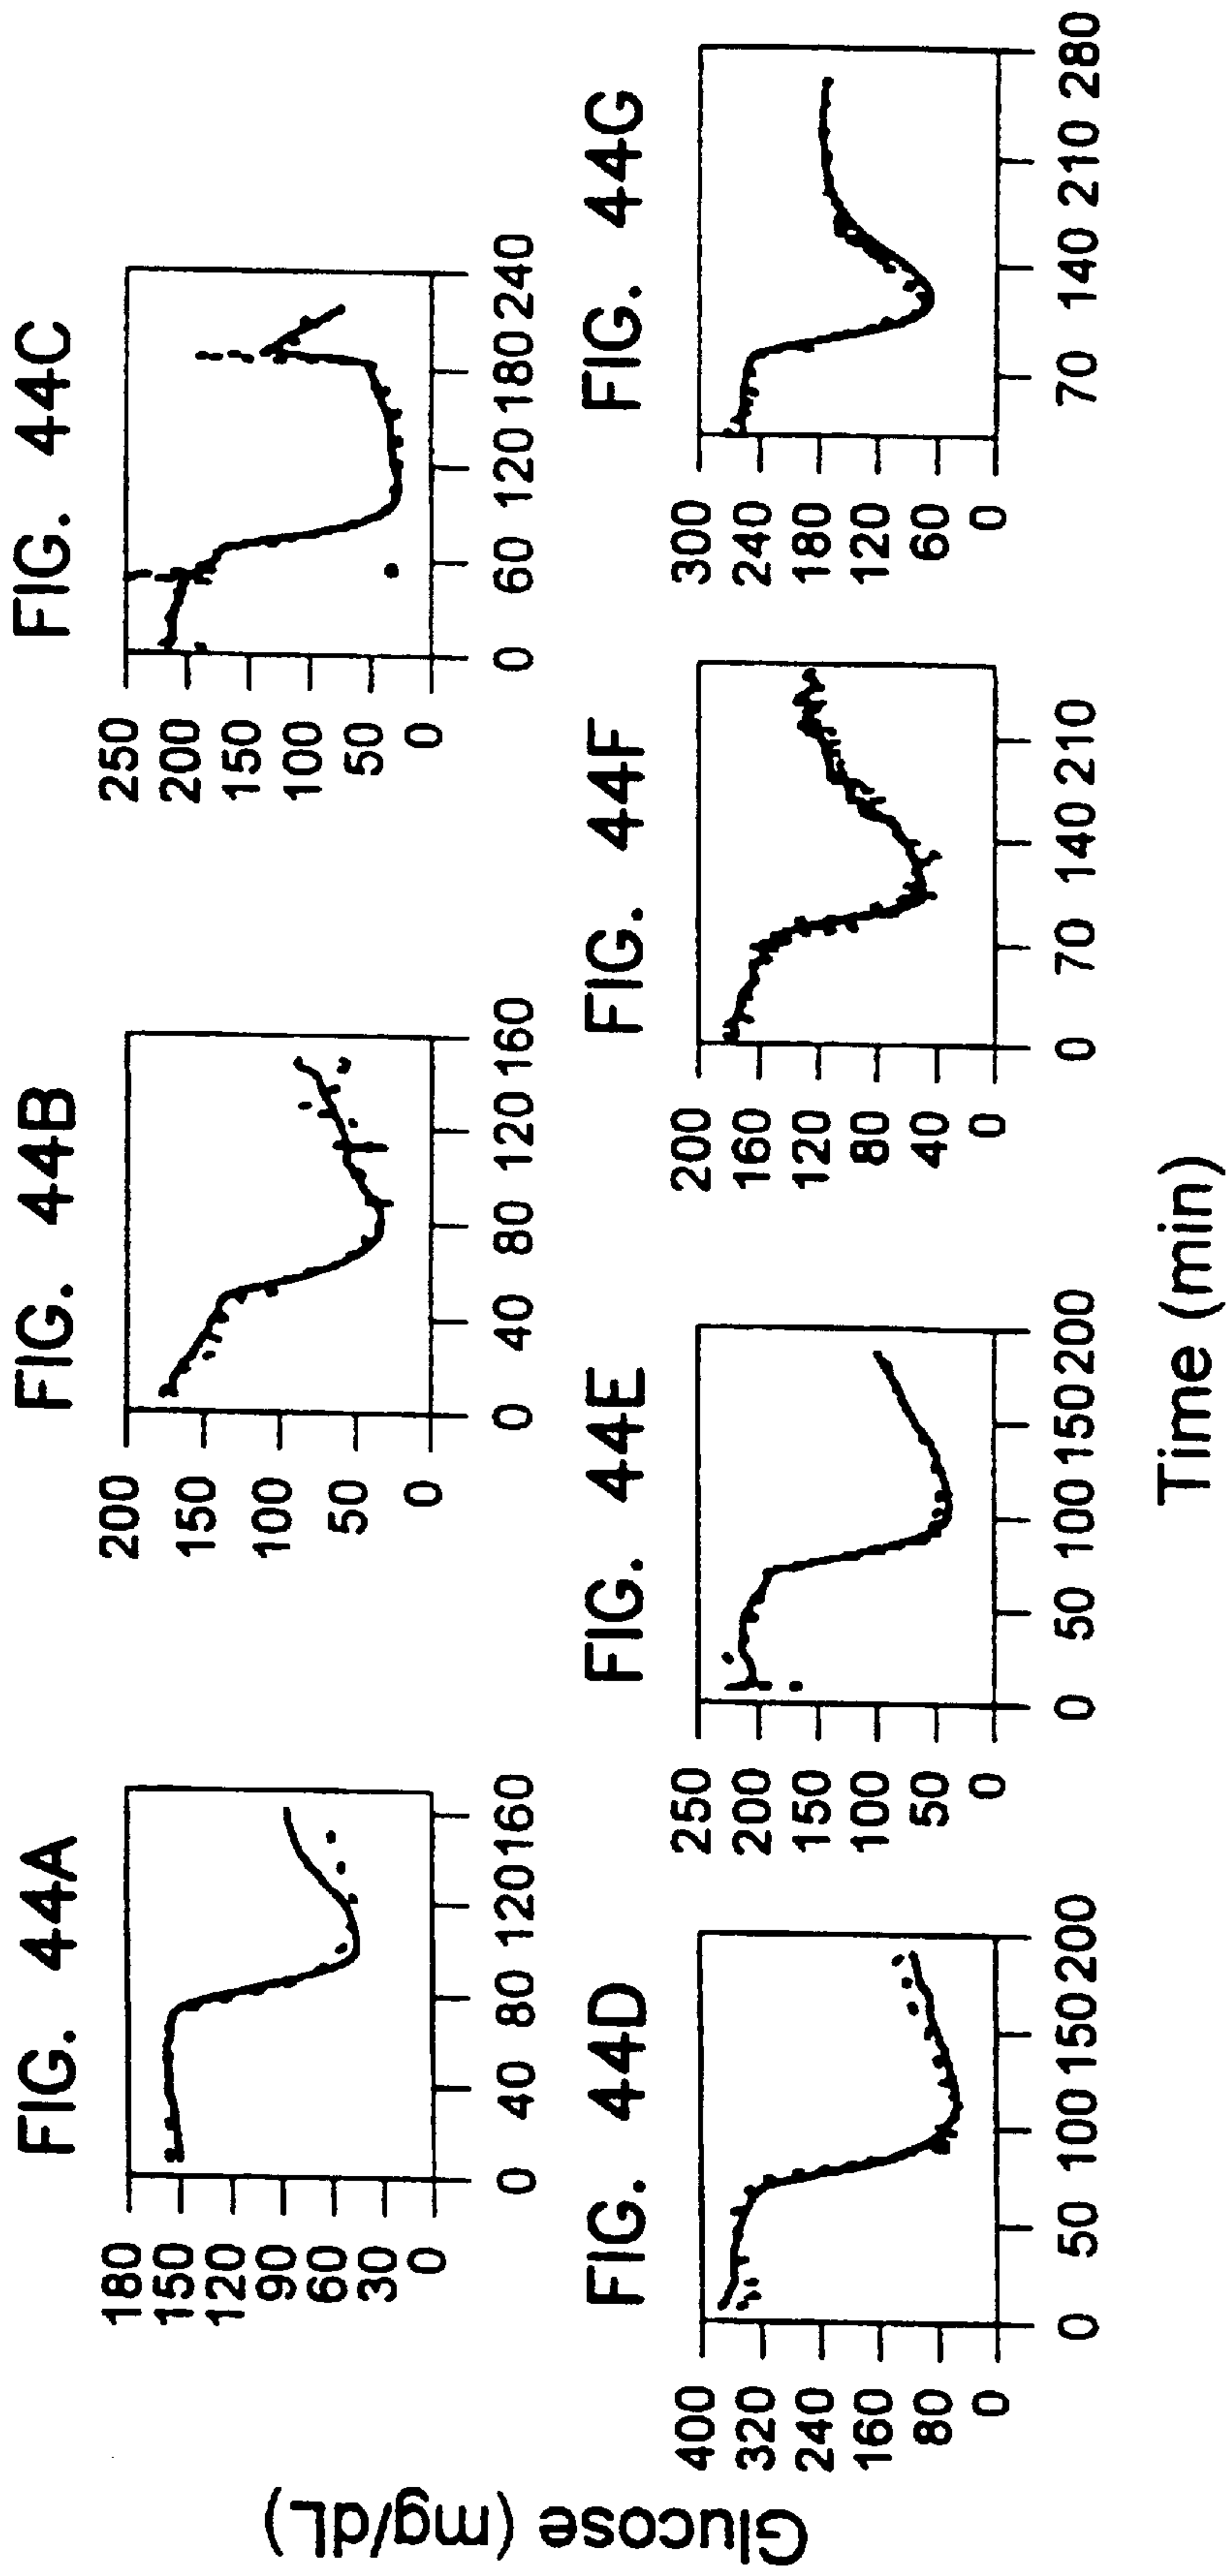 FIG. 44A
180
150
120
90
60
30
0
0 40 80 120 160
FIG. 44B
200
150
100
50
0
0 40 80 120 160
FIG. 44C
250
200
150
100
50
0
0 60 120 180 240
FIG. 44D
400
320
240
160
80
0
0 50 100 150 200
FIG. 44E
250
200
150
100
50
0
0 50 100 150 200
FIG. 44F
200
160
120
80
40
0
0 70 140 210
FIG. 44G
300
240
180
120
60
0
70 140 210 280
Glucose (mg/dL)
Time (min)